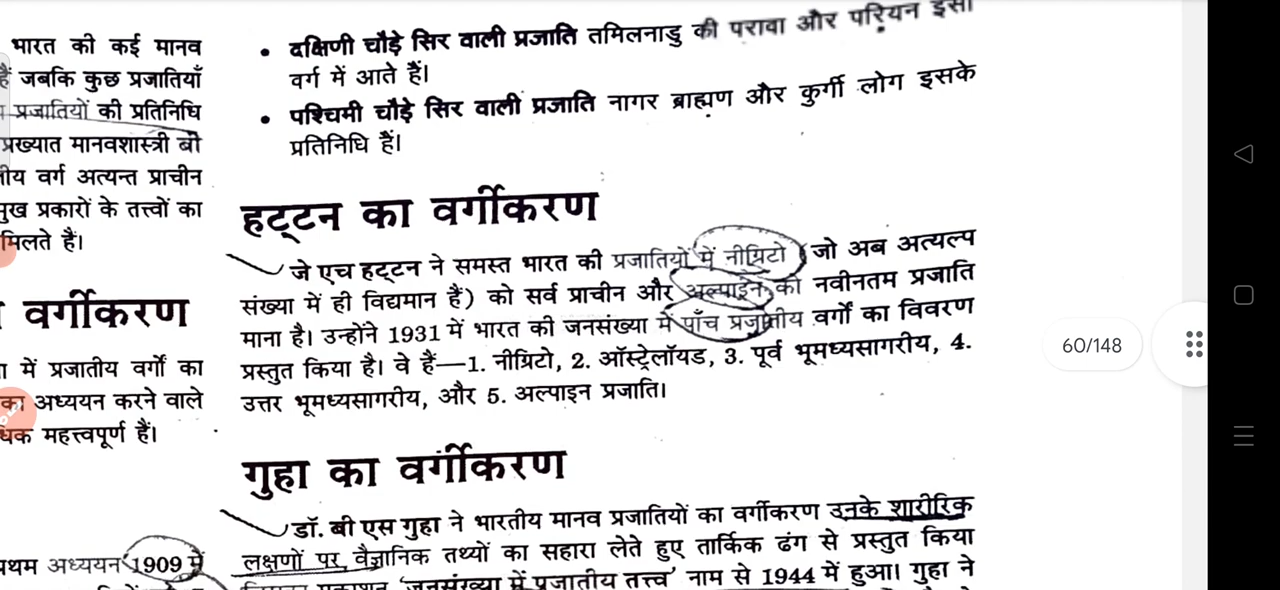 भारत की कई मानव
हैं जबकि कुछ प्रजातियाँ
प्रजातियों की प्रतिनिधि
प्रख्यात मानवशास्त्री बी
तीय वर्ग अत्यन्त प्राचीन
मुख प्रकारों के तत्त्वों का
मिलते हैं।
वर्गीकरण
में प्रजातीय वर्गों का
का अध्ययन करने वाले
धिक महत्त्वपूर्ण हैं।
प्रथम अध्ययन 1909 में
• दक्षिणी चौड़े सिर वाली प्रजाति तमिलनाडु की परावा और परियन इसी
वर्ग में आते हैं।
• पश्चिमी चौड़े सिर वाली प्रजाति नागर ब्राह्मण और कुर्गी लोग इसके
प्रतिनिधि हैं।
हट्टन का वर्गीकरण
जे एच हट्टन ने समस्त भारत की प्रजातियों में नीग्रिटो (जो अब अत्यल्प
संख्या में ही विद्यमान हैं) को सर्व प्राचीन और अल्पाइन को नवीनतम प्रजाति
माना है। उन्होंने 1931 में भारत की जनसंख्या में पाँच प्रजातीय वर्गों का विवरण
प्रस्तुत किया है। वे हैं—1. नीग्रिटो, 2. ऑस्ट्रेलॉयड, 3. पूर्व भूमध्यसागरीय, 4.
उत्तर भूमध्यसागरीय, और 5. अल्पाइन प्रजाति।
गुहा का वर्गीकरण
डॉ. बी एस गुहा ने भारतीय मानव प्रजातियों का वर्गीकरण उनके शारीरिक
लक्षणों पर, वैज्ञानिक तथ्यों का सहारा लेते हुए तार्किक ढंग से प्रस्तुत किया
'जनसंख्या में प्रजातीय तत्त्व' नाम से 1944 में हुआ। गुहा ने
60/148